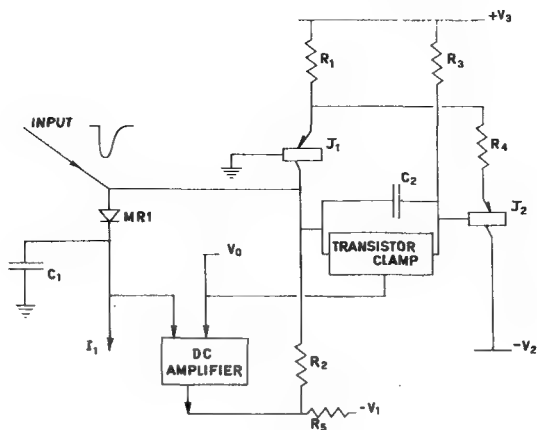 +V3
R1
R3
INPUT
J1
R4
C2
J2
MR1
TRANSISTOR
CLAMP
V0
C1
I1
-V2
DC
AMPLIFIER
R2
-V1
R5